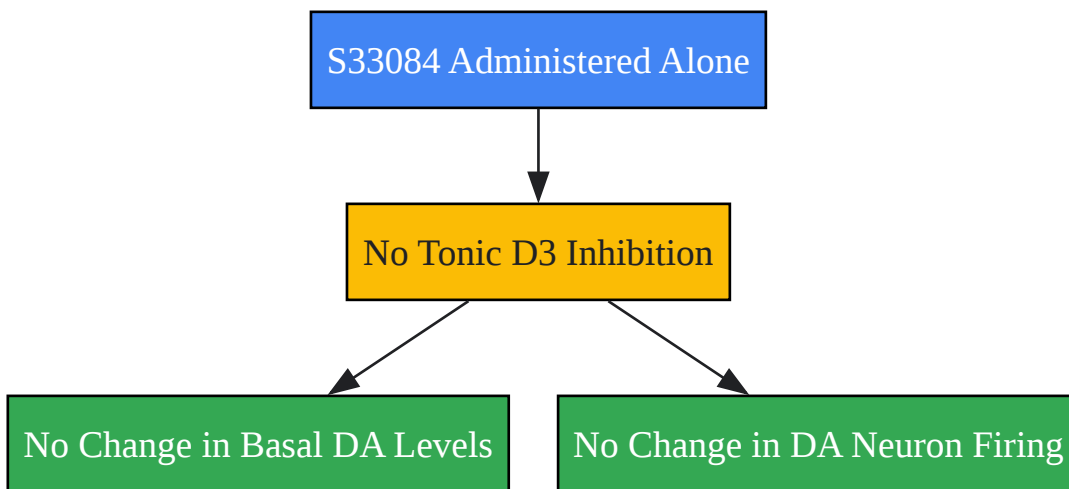 S33084 Administered Alone
No Tonic D3 Inhibition
No Change in Basal DA Levels
No Change in DA Neuron Firing